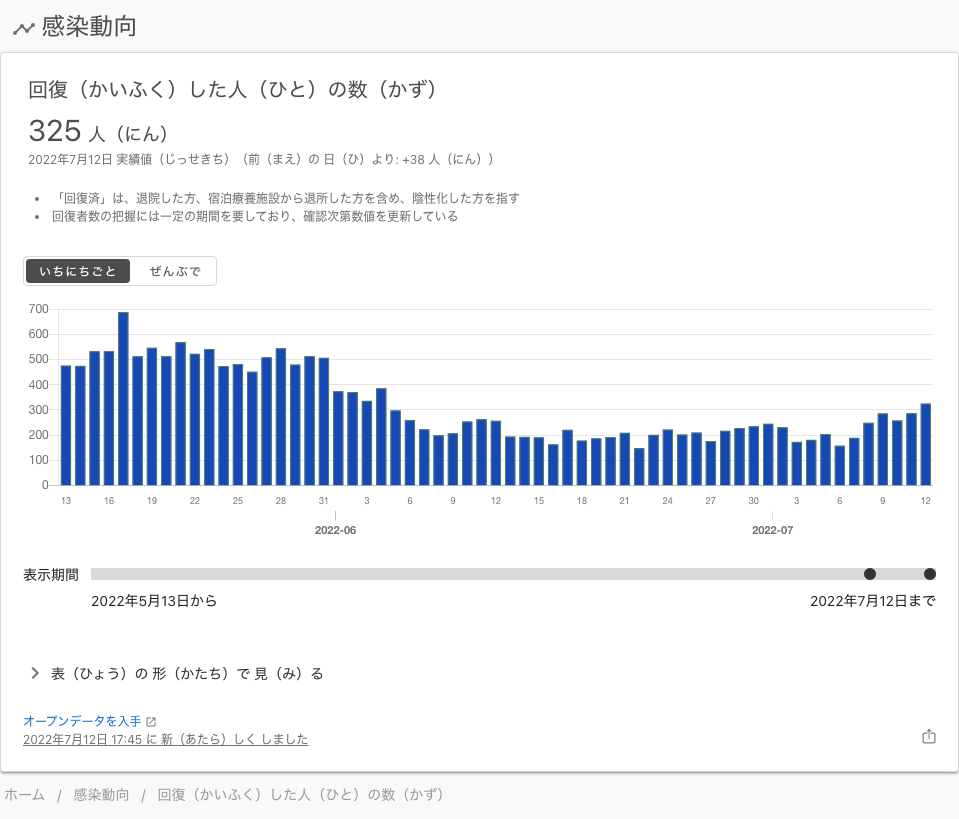 感染動向
回復（かいふく）した人（ひと）の数（かず）
325 人（にん）
2022年7月12日 実績値（じっせきち）（前（まえ）の 日（ひ）より: +38 人（にん））
• 「回復済」は、退院した方、宿泊療養施設から退所した方を含め、陰性化した方を指す
• 回復者数の把握には一定の期間を要しており、確認次第数値を更新している
いちにちごと ぜんぶで
700
600
500
400
300
200
100
0
13 16 19 22 25 28 31 3 6 9 12 15 18 21 24 27 30 3 6 9 12
2022-06 2022-07
表示期間
2022年5月13日から 2022年7月12日まで
表（ひょう）の 形（かたち）で 見（み）る
オープンデータを入手
2022年7月12日 17:45 に 新（あたら）しく しました
ホーム / 感染動向 / 回復（かいふく）した人（ひと）の数（かず）